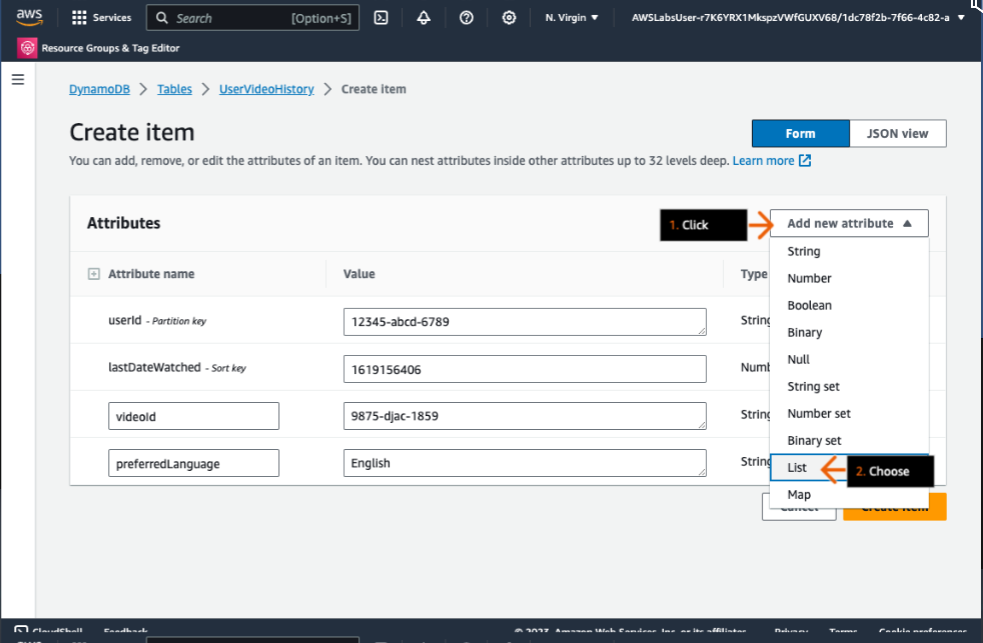 aws Services Search [Option+S] N. Virgin AWSLabsUser-r7K6YRX1MkspzVWfGUXV68/1dc78f2b-7f66-4c82-a
Resource Groups & Tag Editor
DynamoDB > Tables > UserVideoHistory > Create item
Create item
Form JSON view
You can add, remove, or edit the attributes of an item. You can nest attributes inside other attributes up to 32 levels deep. Learn more
Attributes
1. Click
Add new attribute
Attribute name Value Type
userId - Partition key 12345-abcd-6789 String
lastDateWatched - Sort key 1619156406 Numb
videoId 9875-djac-1859 String
preferredLanguage English String
String
Number
Boolean
Binary
Null
String set
Number set
Binary set
List
2. Choose
Map
Cancel Create item
CloudShell Feedback © 2023, Amazon Web Services, Inc. or its affiliates. Privacy Terms Cookie preferences